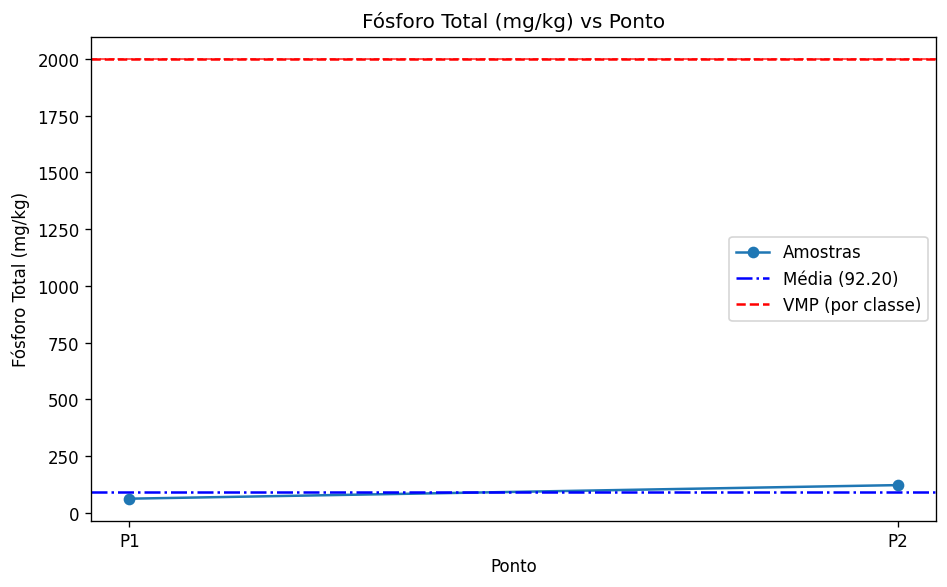 Fósforo Total (mg/kg) vs Ponto
Fósforo Total (mg/kg)
2000
1750
1500
1250
1000
750
500
250
0
Amostras
Média (92.20)
VMP (por classe)
P1
P2
Ponto